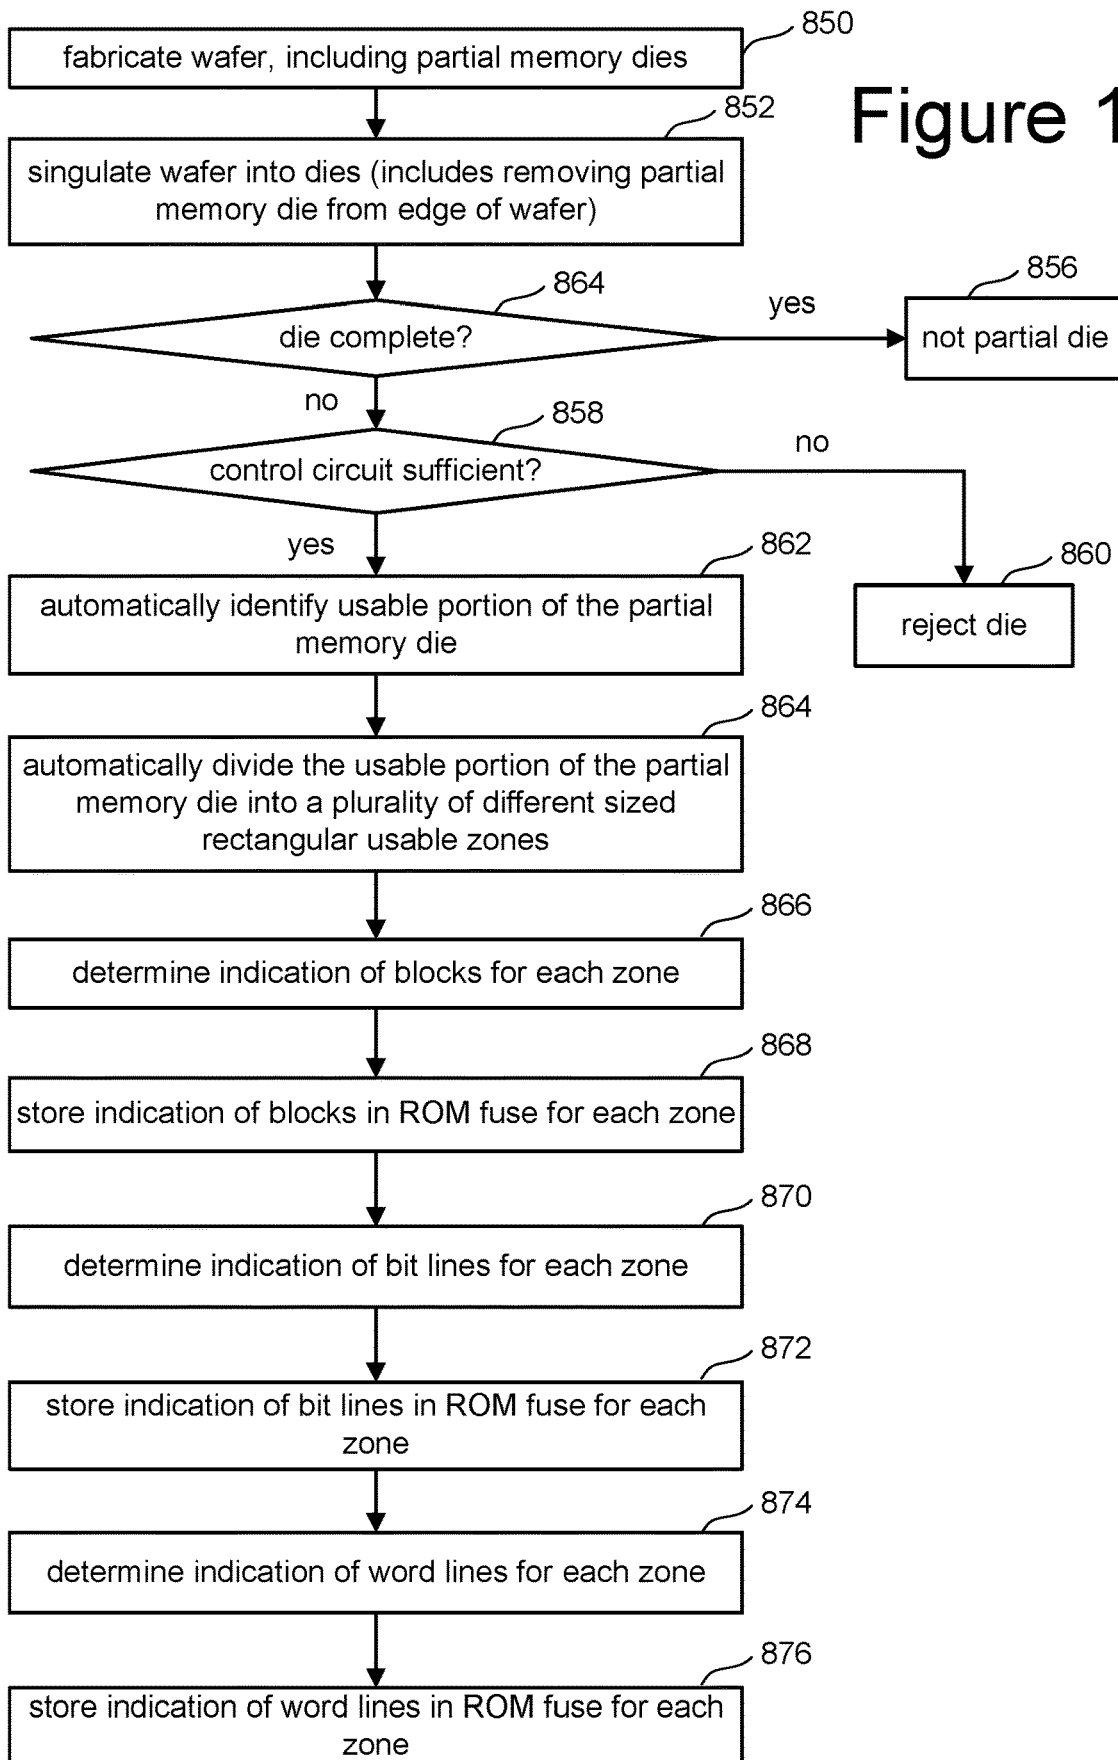 850
fabricate wafer, including partial memory dies
Figure 1
852
singulate wafer into dies (includes removing partial
memory die from edge of wafer)
864
die complete?
yes
856
not partial die
no
858
control circuit sufficient?
no
yes
862
automatically identify usable portion of the partial
memory die
860
reject die
864
automatically divide the usable portion of the partial
memory die into a plurality of different sized
rectangular usable zones
866
determine indication of blocks for each zone
868
store indication of blocks in ROM fuse for each zone
870
determine indication of bit lines for each zone
872
store indication of bit lines in ROM fuse for each
zone
874
determine indication of word lines for each zone
876
store indication of word lines in ROM fuse for each
zone